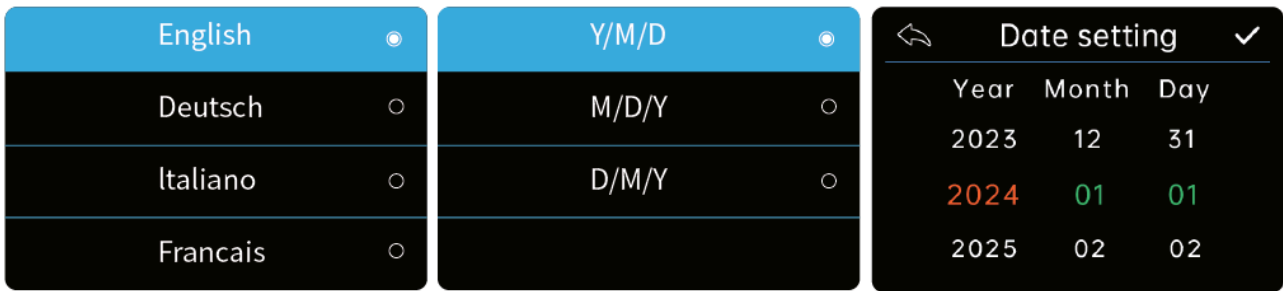 English
Deutsch
Italiano
Francais
Y/M/D
M/D/Y
D/M/Y
Date setting
Year Month Day
2023 12 31
2024 01 01
2025 02 02